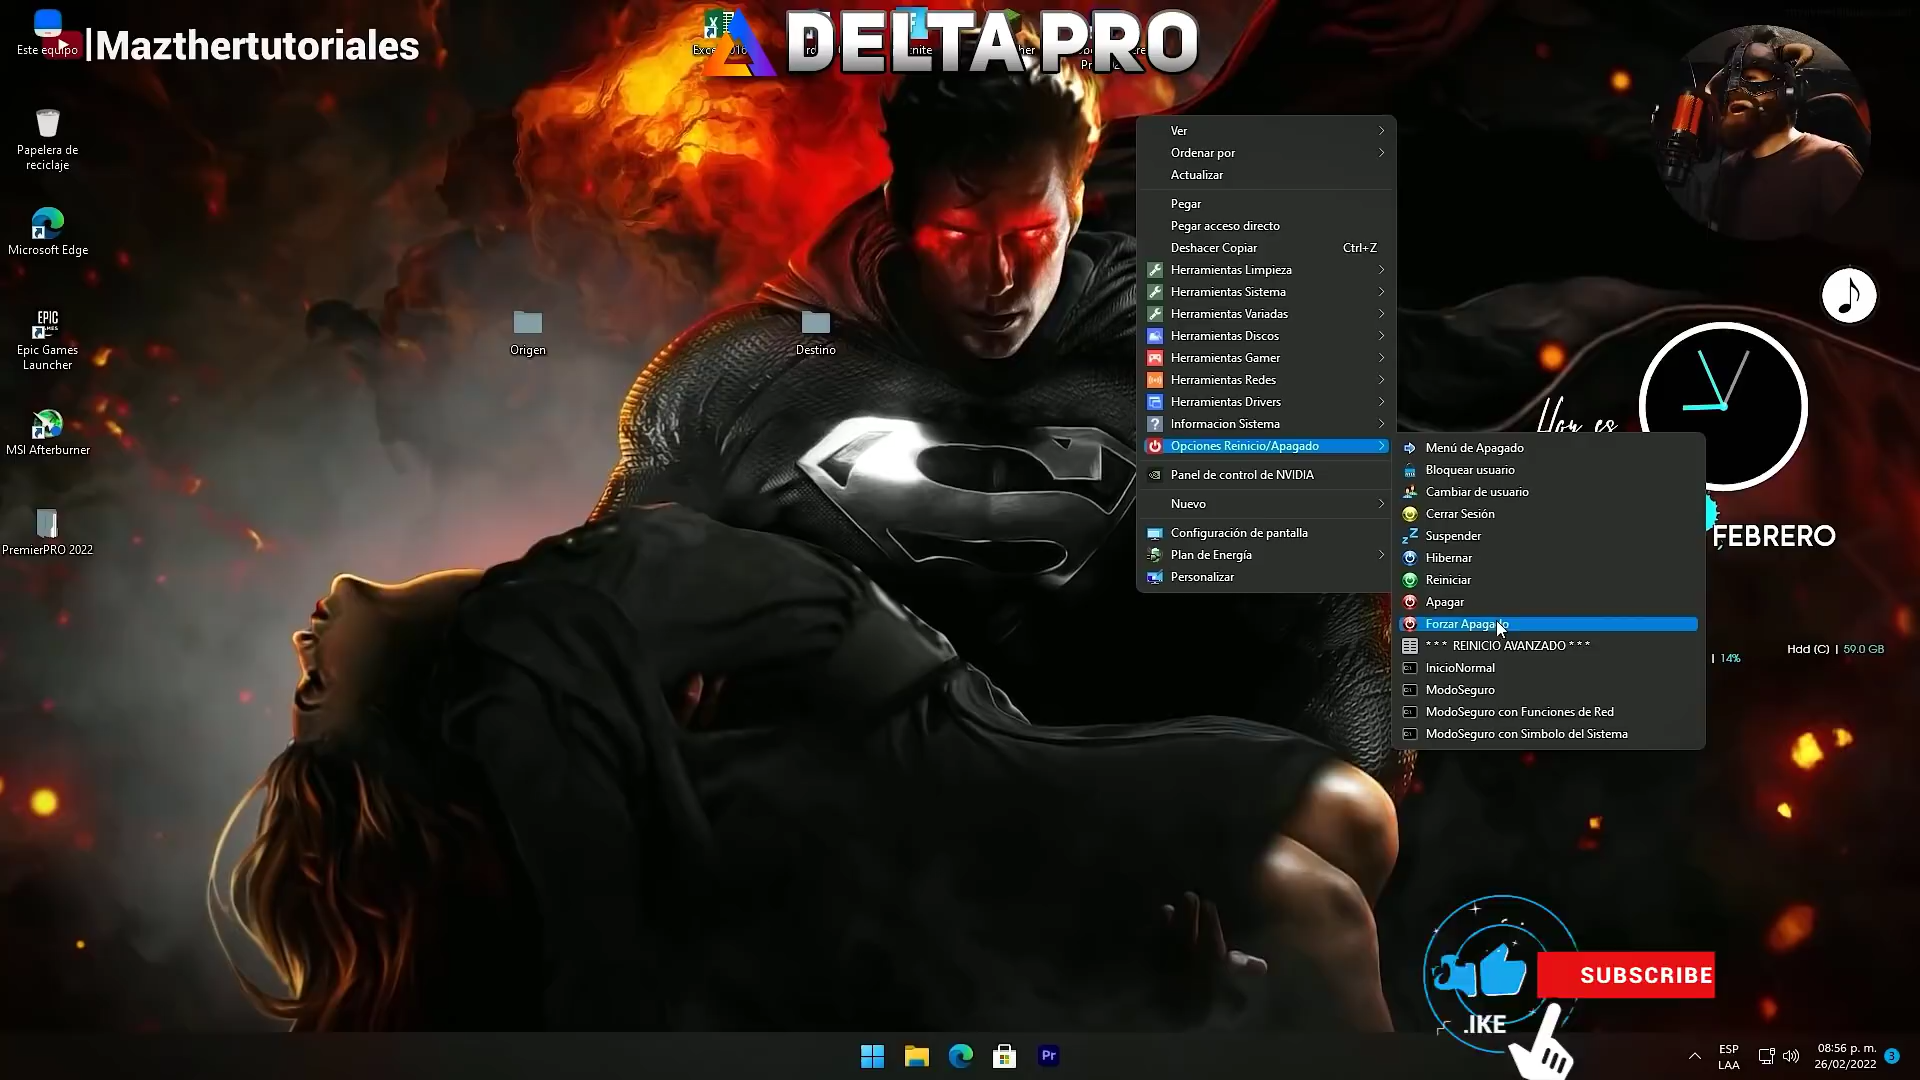 Este equipo
|Mazthertutoriales
DELTA PRO
Papelera de
reciclaje
Microsoft Edge
EPIC
GAMES
Epic Games
Launcher
MSI Afterburner
PremierPRO 2022
Origen
Destino
Ver
Ordenar por
Actualizar
Pegar
Pegar acceso directo
Deshacer Copiar Ctrl+Z
Herramientas Limpieza
Herramientas Sistema
Herramientas Variadas
Herramientas Discos
Herramientas Gamer
Herramientas Redes
Herramientas Drivers
Informacion Sistema
Opciones Reinicio/Apagado
Panel de control de NVIDIA
Nuevo
Configuración de pantalla
Plan de Energía
Personalizar
Menú de Apagado
Bloquear usuario
Cambiar de usuario
Cerrar Sesión
Suspender
Hibernar
Reiniciar
Apagar
Forzar Apagado
* * * REINICIO AVANZADO * * *
InicioNormal
ModoSeguro
ModoSeguro con Funciones de Red
ModoSeguro con Simbolo del Sistema
Hoy es
FEBRERO
| 14%
Hdd (C) | 59.0 GB
SUBSCRIBE
.IKE
Pr
ESP
LAA
08:56 p. m.
26/02/2022
3